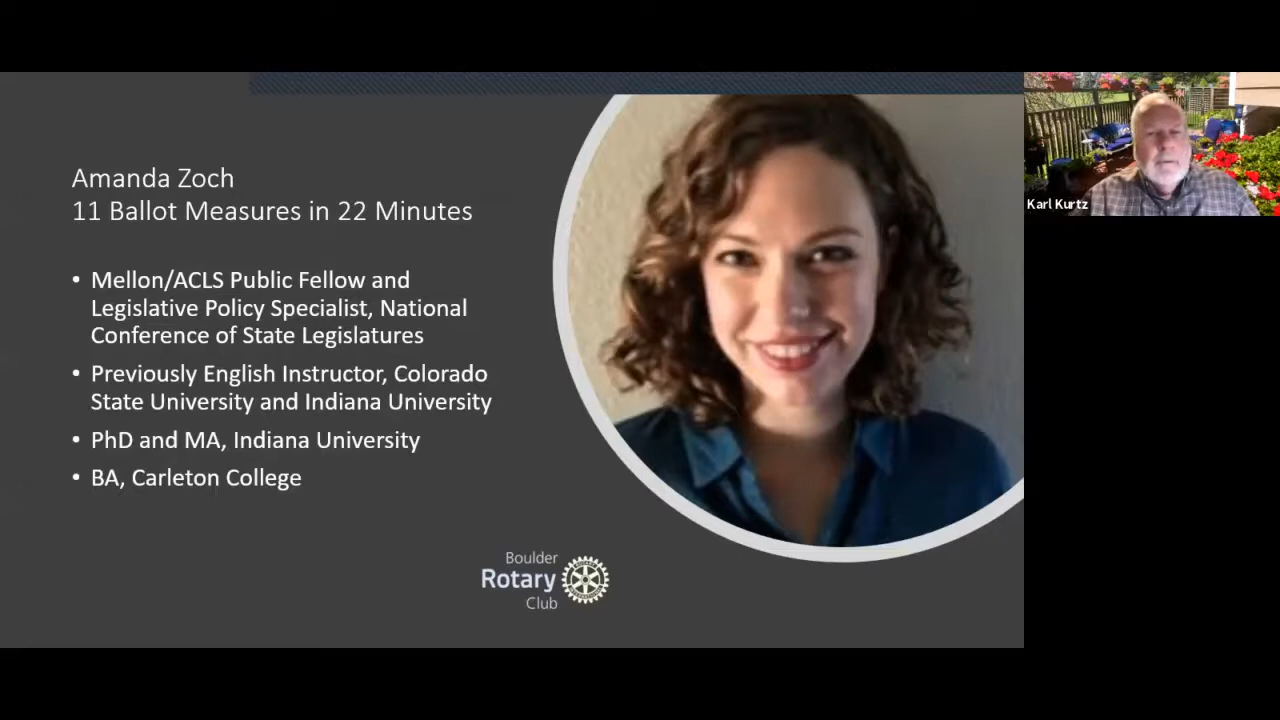 Amanda Zoch
11 Ballot Measures in 22 Minutes
• Mellon/ACLS Public Fellow and
Legislative Policy Specialist, National
Conference of State Legislatures
• Previously English Instructor, Colorado
State University and Indiana University
• PhD and MA, Indiana University
• BA, Carleton College
Boulder
Rotary
Club
Karl Kurtz